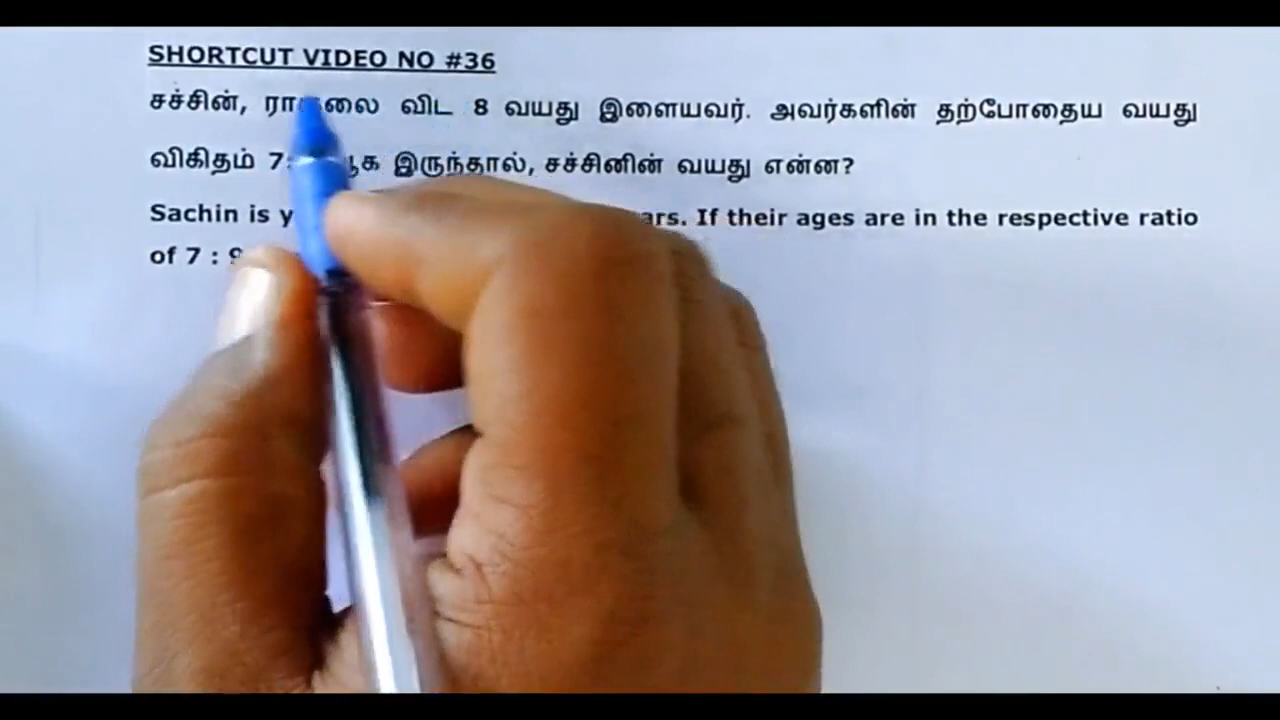 SHORTCUT VIDEO NO #36
சச்சின், விட 8 வயது இளையவர். அவர்களின் தற்போதைய வயது
விகிதம் 7: இருந்தால், சச்சினின் வயது என்ன?
Sachin is If their ages are in the respective ratio
of 7 : 9